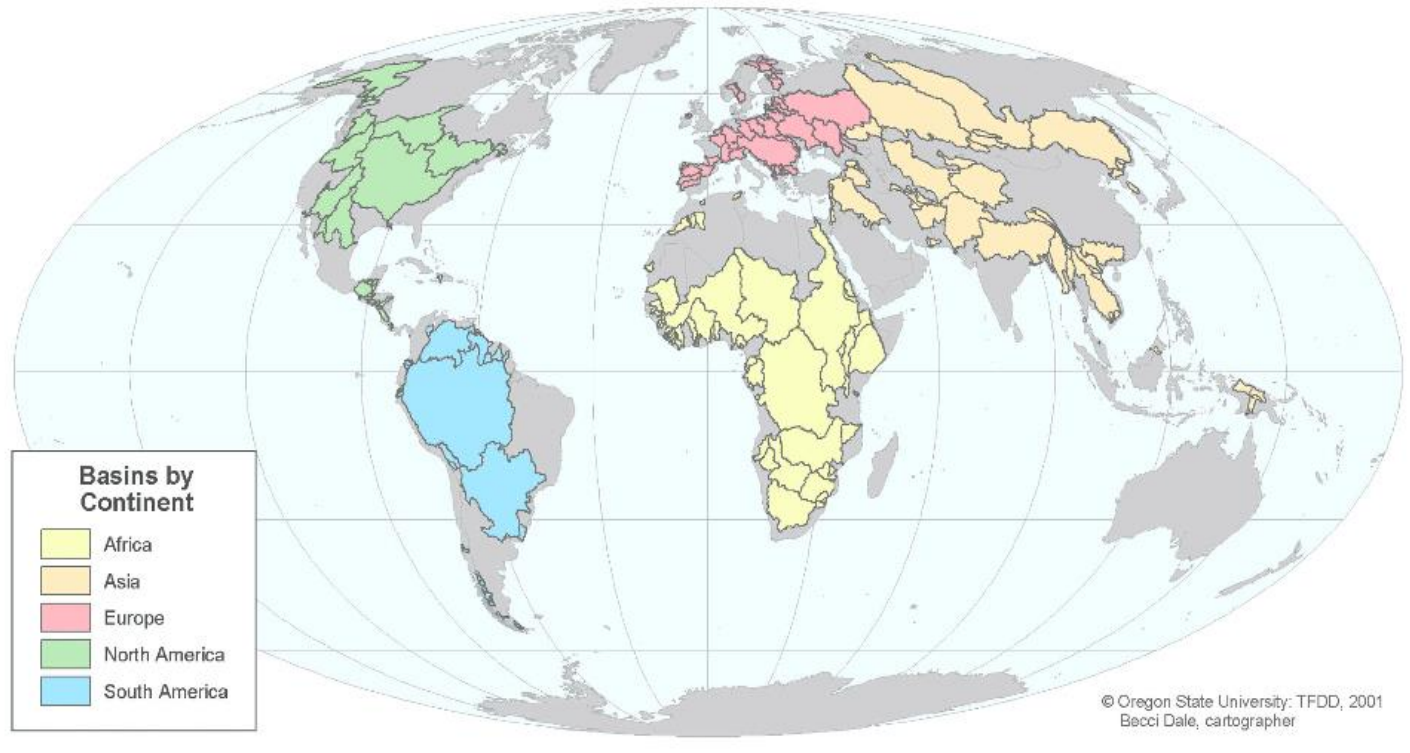 Basins by
Continent
Africa
Asia
Europe
North America
South America
© Oregon State University: TFDD, 2001
Becci Dale, cartographer